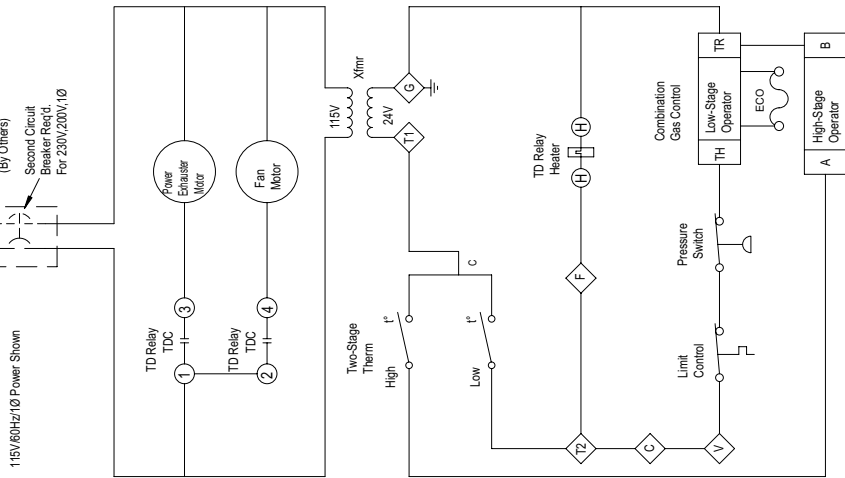 (By Others)
Second Circuit
Breaker Req'd.
For 230V,200V,1Ø
115V/60Hz/1Ø Power Shown
TD Relay
TDC
1
3
Power
Exhauster
Motor
TD Relay
TDC
2
4
Fan
Motor
115V
Xfmr
24V
T1
G
C
Two-Stage
Therm
High
t°
Low
t°
TD Relay
Heater
T2
F
H
H
C
V
Limit
Control
Pressure
Switch
Combination
Gas Control
TH
Low-Stage
Operator
TR
ECO
A
High-Stage
Operator
B